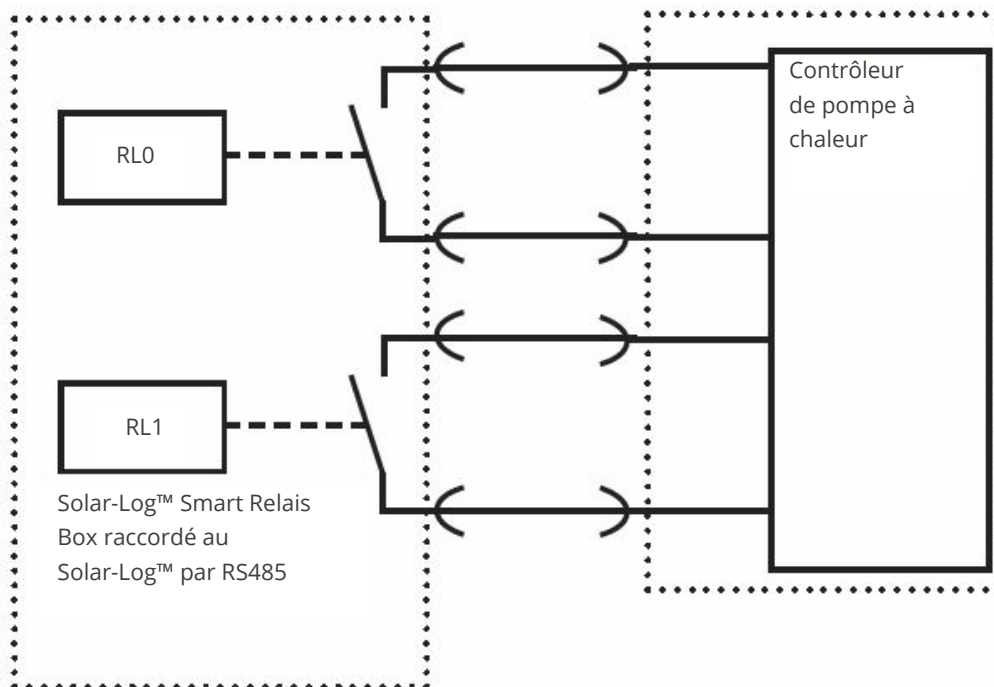 Contrôleur
de pompe à
chaleur
RL0
RL1
Solar-Log™ Smart Relais
Box raccordé au
Solar-Log™ par RS485